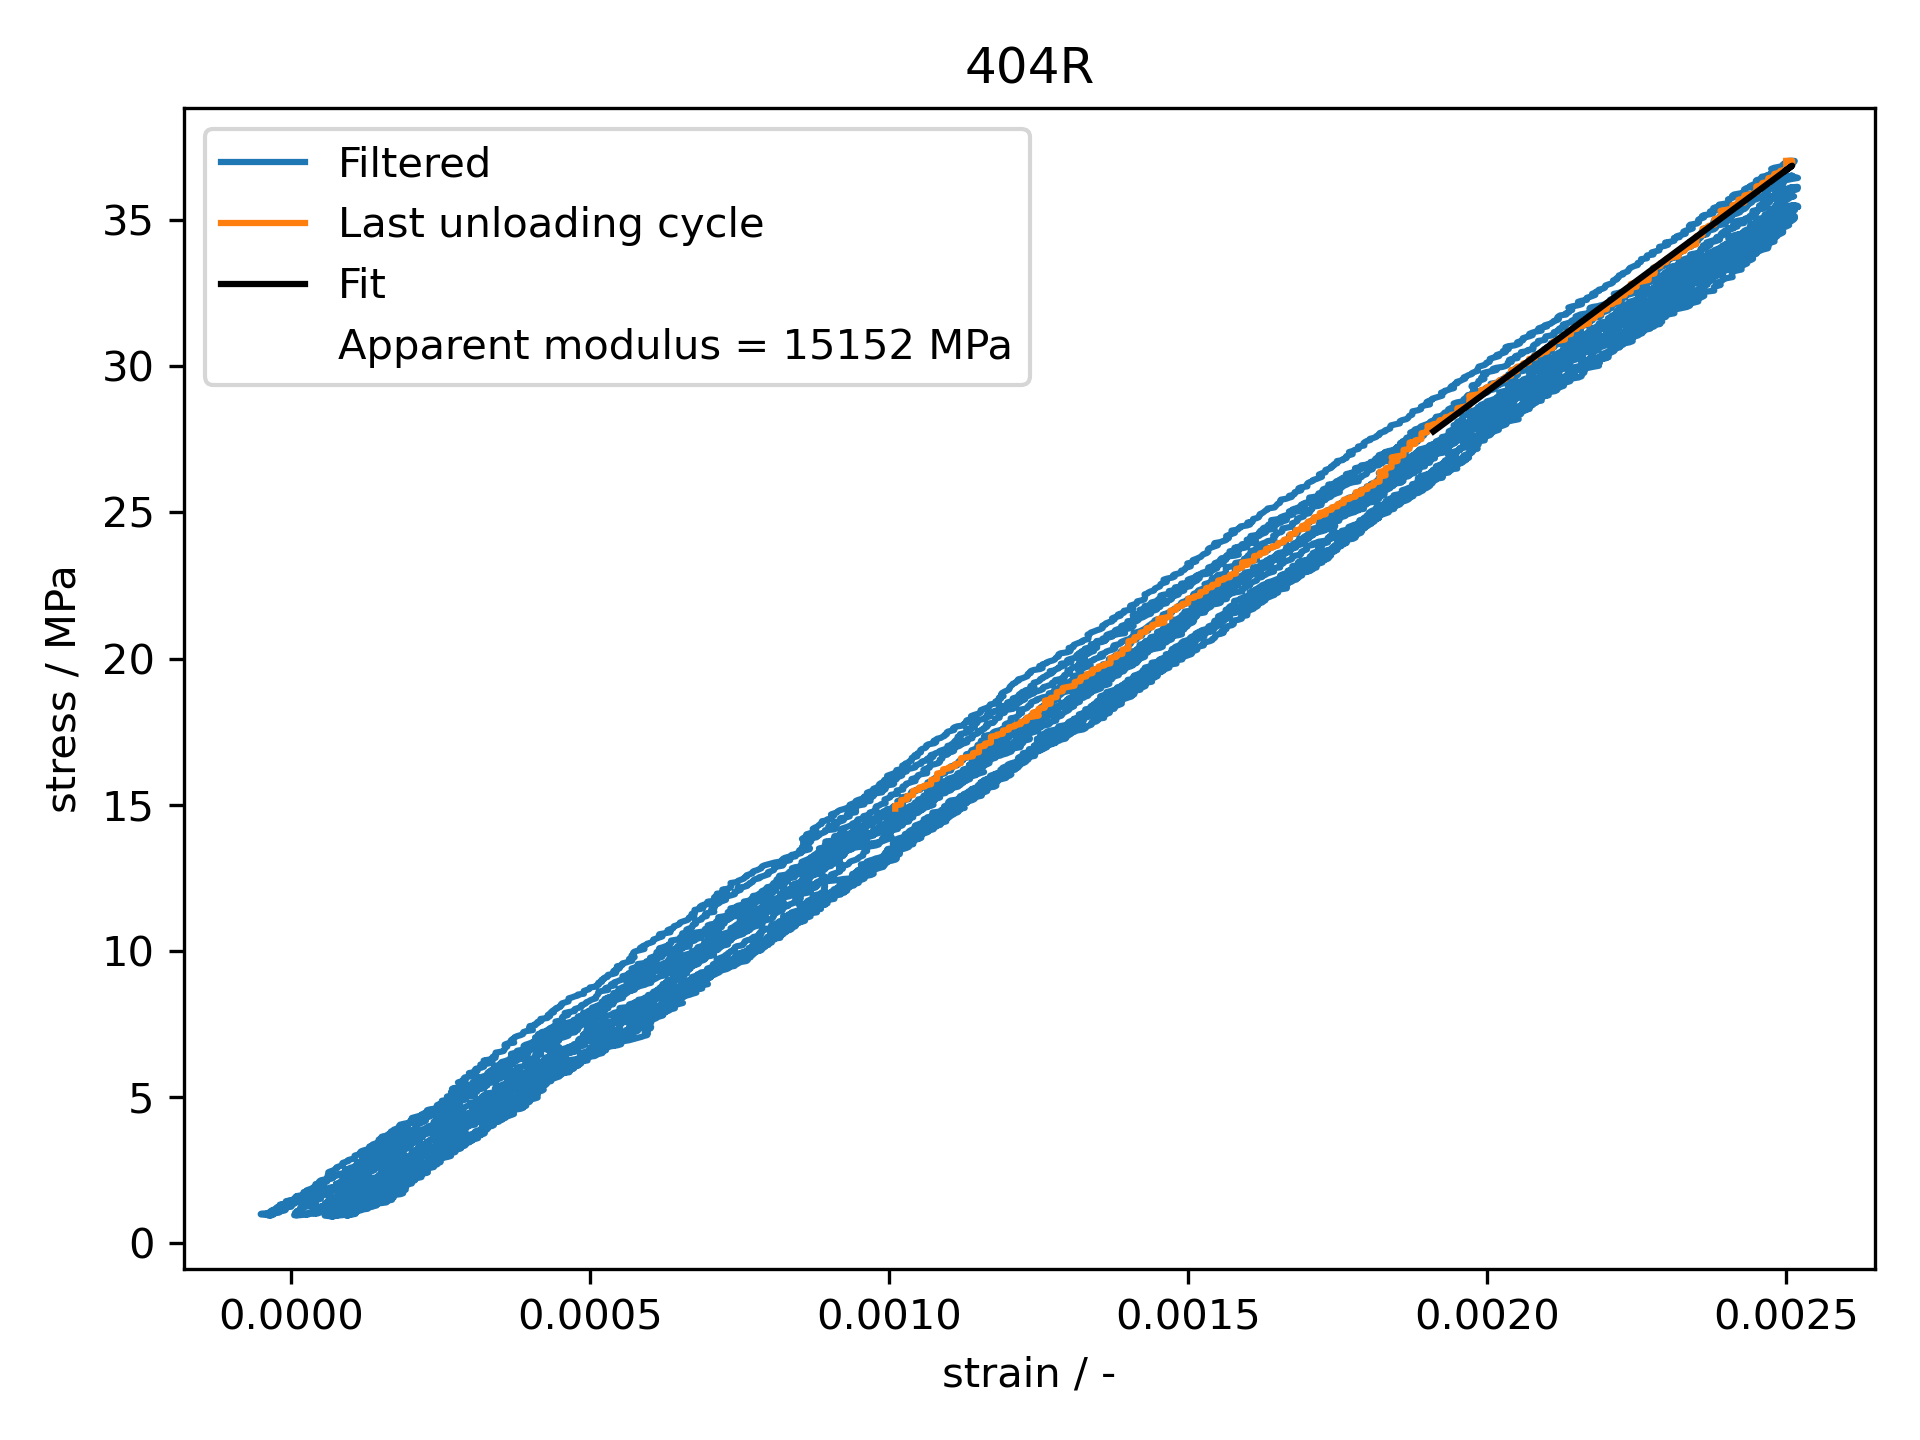 404R
Filtered
Last unloading cycle
Fit
Apparent modulus = 15152 MPa
35
30
25
20
15
10
5
0
stress / MPa
0.0000 0.0005 0.0010 0.0015 0.0020 0.0025
strain / -